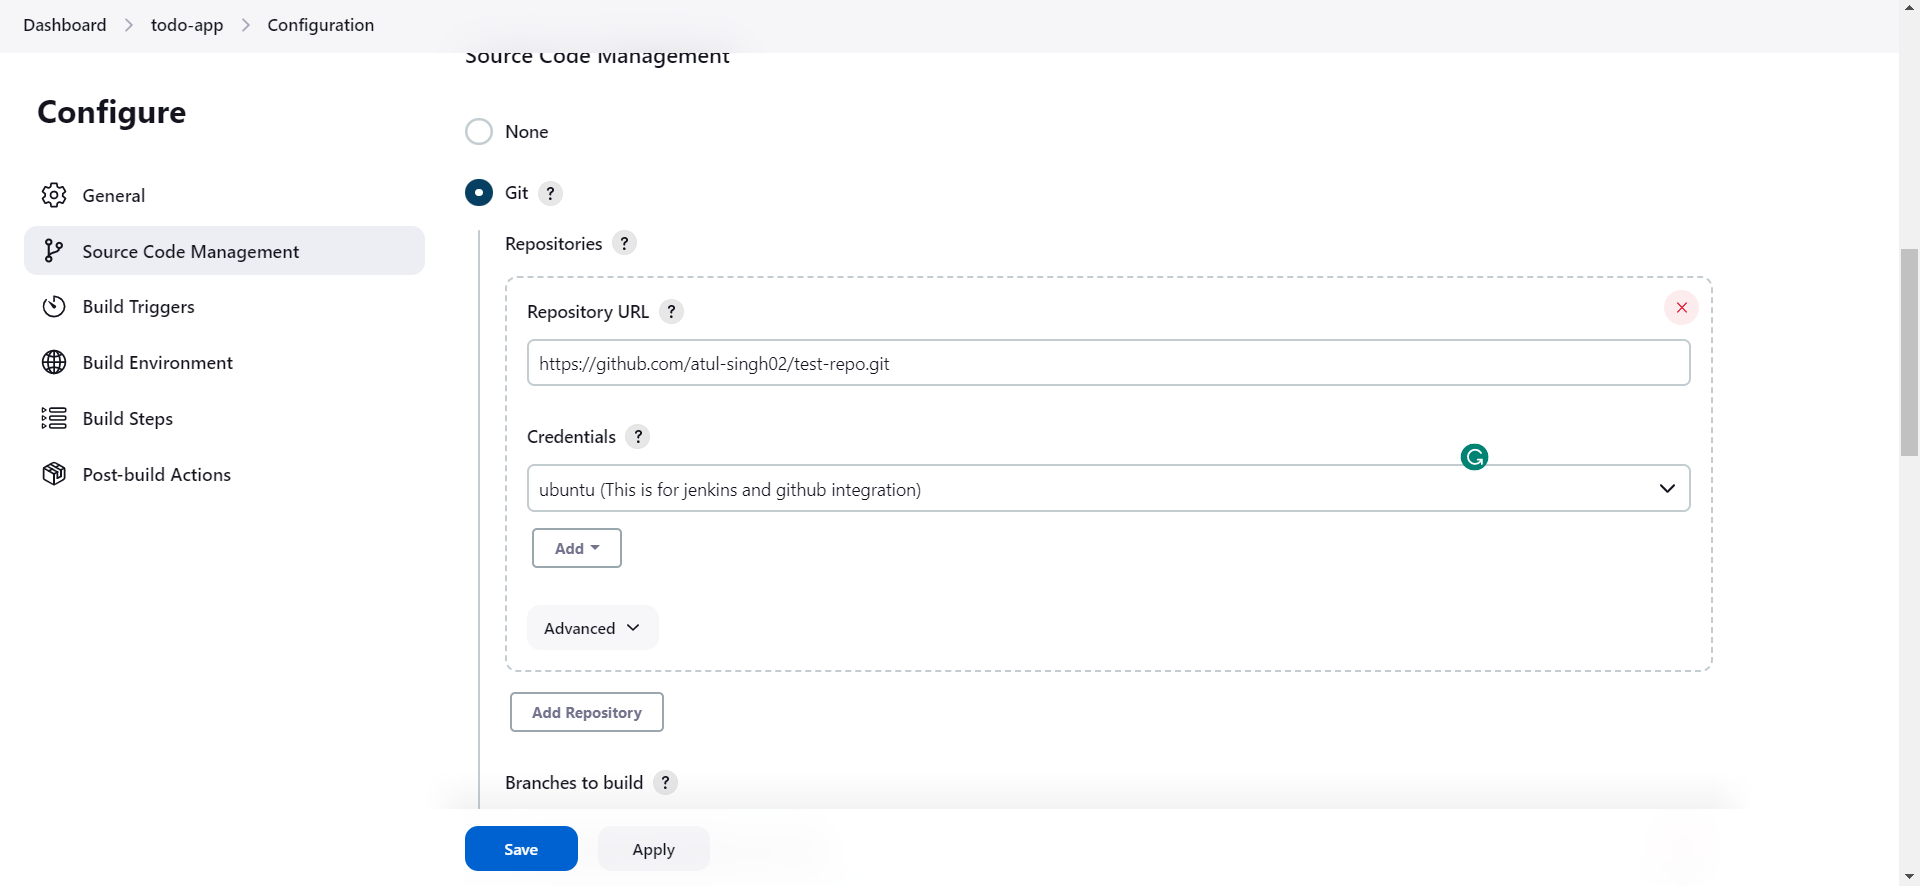 Dashboard > todo-app > Configuration
Configure
General
Source Code Management
Build Triggers
Build Environment
Build Steps
Post-build Actions
Source Code Management
None
Git ?
Repositories ?
Repository URL ?
https://github.com/atul-singh02/test-repo.git
Credentials ?
ubuntu (This is for jenkins and github integration)
Add
Advanced
Add Repository
Branches to build ?
Save
Apply